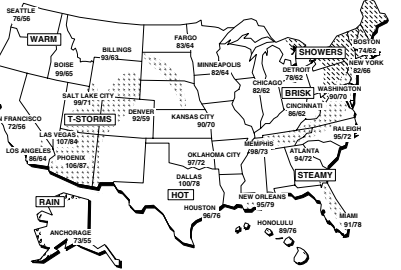 SEATTLE
76/56
WARM
BILLINGS
93/63
FARGO
83/64
BOISE
99/65
MINNEAPOLIS
82/64
SHOWERS
BOSTON
74/62
NEW YORK
82/66
DETROIT
78/62
CHICAGO
82/62
BRISK
WASHINGTON
90/70
SALT LAKE CITY
99/71
CINCINNATI
86/62
N FRANCISCO
72/56
T-STORMS
DENVER
92/59
KANSAS CITY
90/70
RALEIGH
95/72
LAS VEGAS
107/84
LOS ANGELES
86/64
PHOENIX
106/87
MEMPHIS
98/73
ATLANTA
94/72
OKLAHOMA CITY
97/72
DALLAS
100/78
STEAMY
HOT
RAIN
HOUSTON
96/76
NEW ORLEANS
95/79
MIAMI
91/78
HONOLULU
89/76
ANCHORAGE
73/55